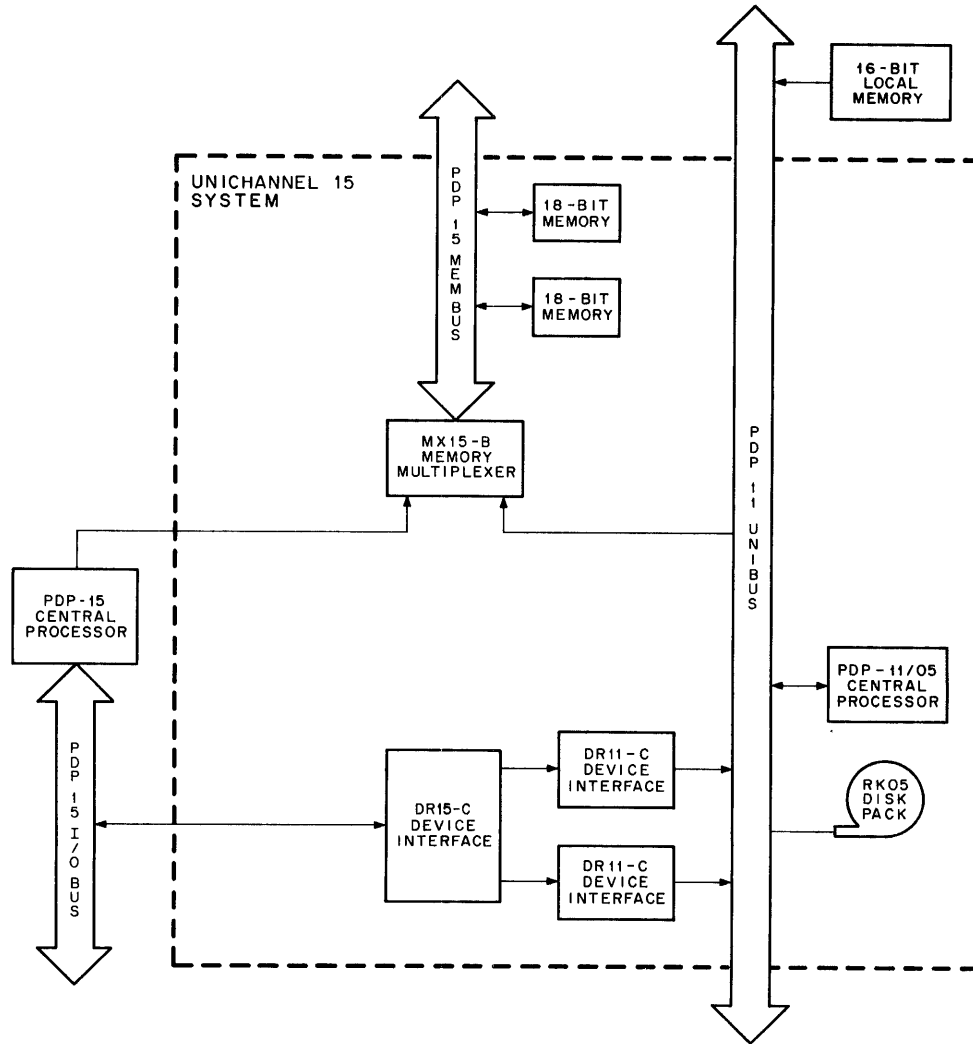 16-BIT
LOCAL
MEMORY
UNICHANNEL 15
SYSTEM
PDP 15 MEM BUS
18-BIT
MEMORY
18-BIT
MEMORY
MX15-B
MEMORY
MULTIPLEXER
PDP 11 UNIBUS
PDP-15
CENTRAL
PROCESSOR
PDP-11/05
CENTRAL
PROCESSOR
PDP 15 I/O BUS
DR15-C
DEVICE
INTERFACE
DR11-C
DEVICE
INTERFACE
DR11-C
DEVICE
INTERFACE
RK05
DISK
PACK